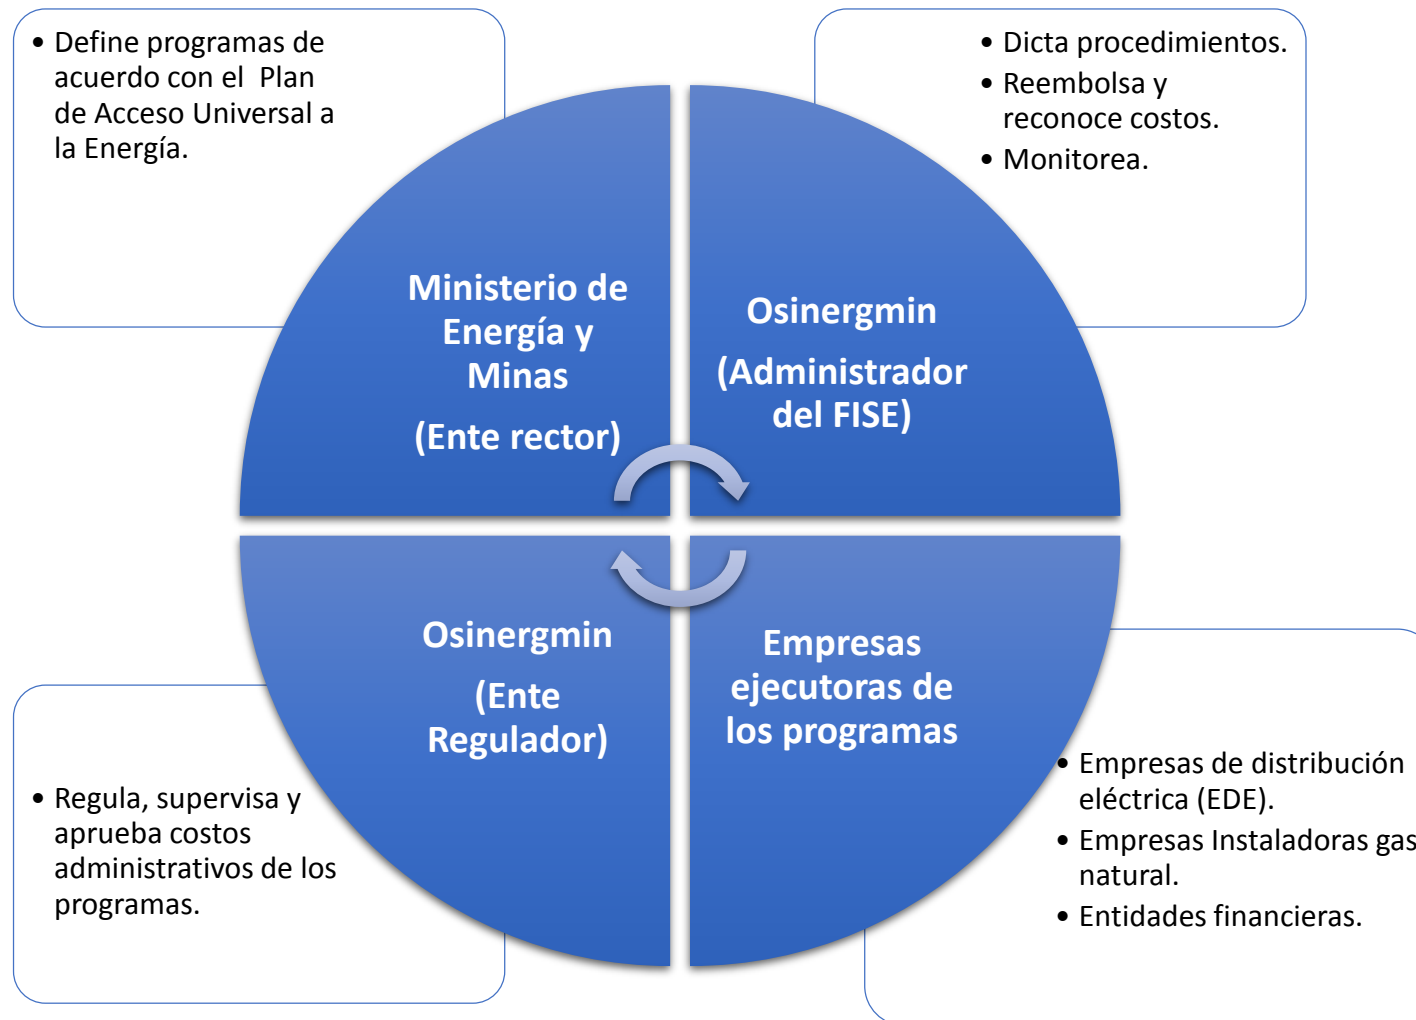 • Define programas de
acuerdo con el Plan
de Acceso Universal a
la Energía.
• Dicta procedimientos.
• Reembolsa y
reconoce costos.
• Monitorea.
Ministerio de
Energía y
Minas
(Ente rector)
Osinergmin
(Administrador
del FISE)
Osinergmin
(Ente
Regulador)
Empresas
ejecutoras de
los programas
• Regula, supervisa y
aprueba costos
administrativos de los
programas.
• Empresas de distribución
eléctrica (EDE).
• Empresas Instaladoras gas
natural.
• Entidades financieras.